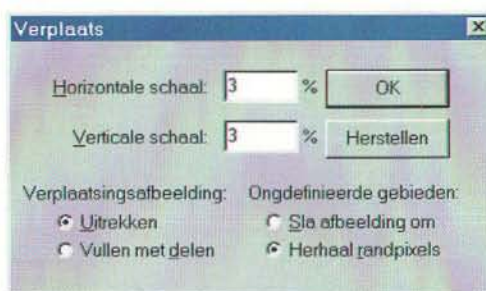 Verplaats
Horizontale schaal: 3 % OK
Verticale schaal: 3 % Herstellen
Verplaatsingsafbeelding: Ongdefinieerde gebieden:
Uitrekken Sla afbeelding om
Vullen met delen Herhaal randpixels